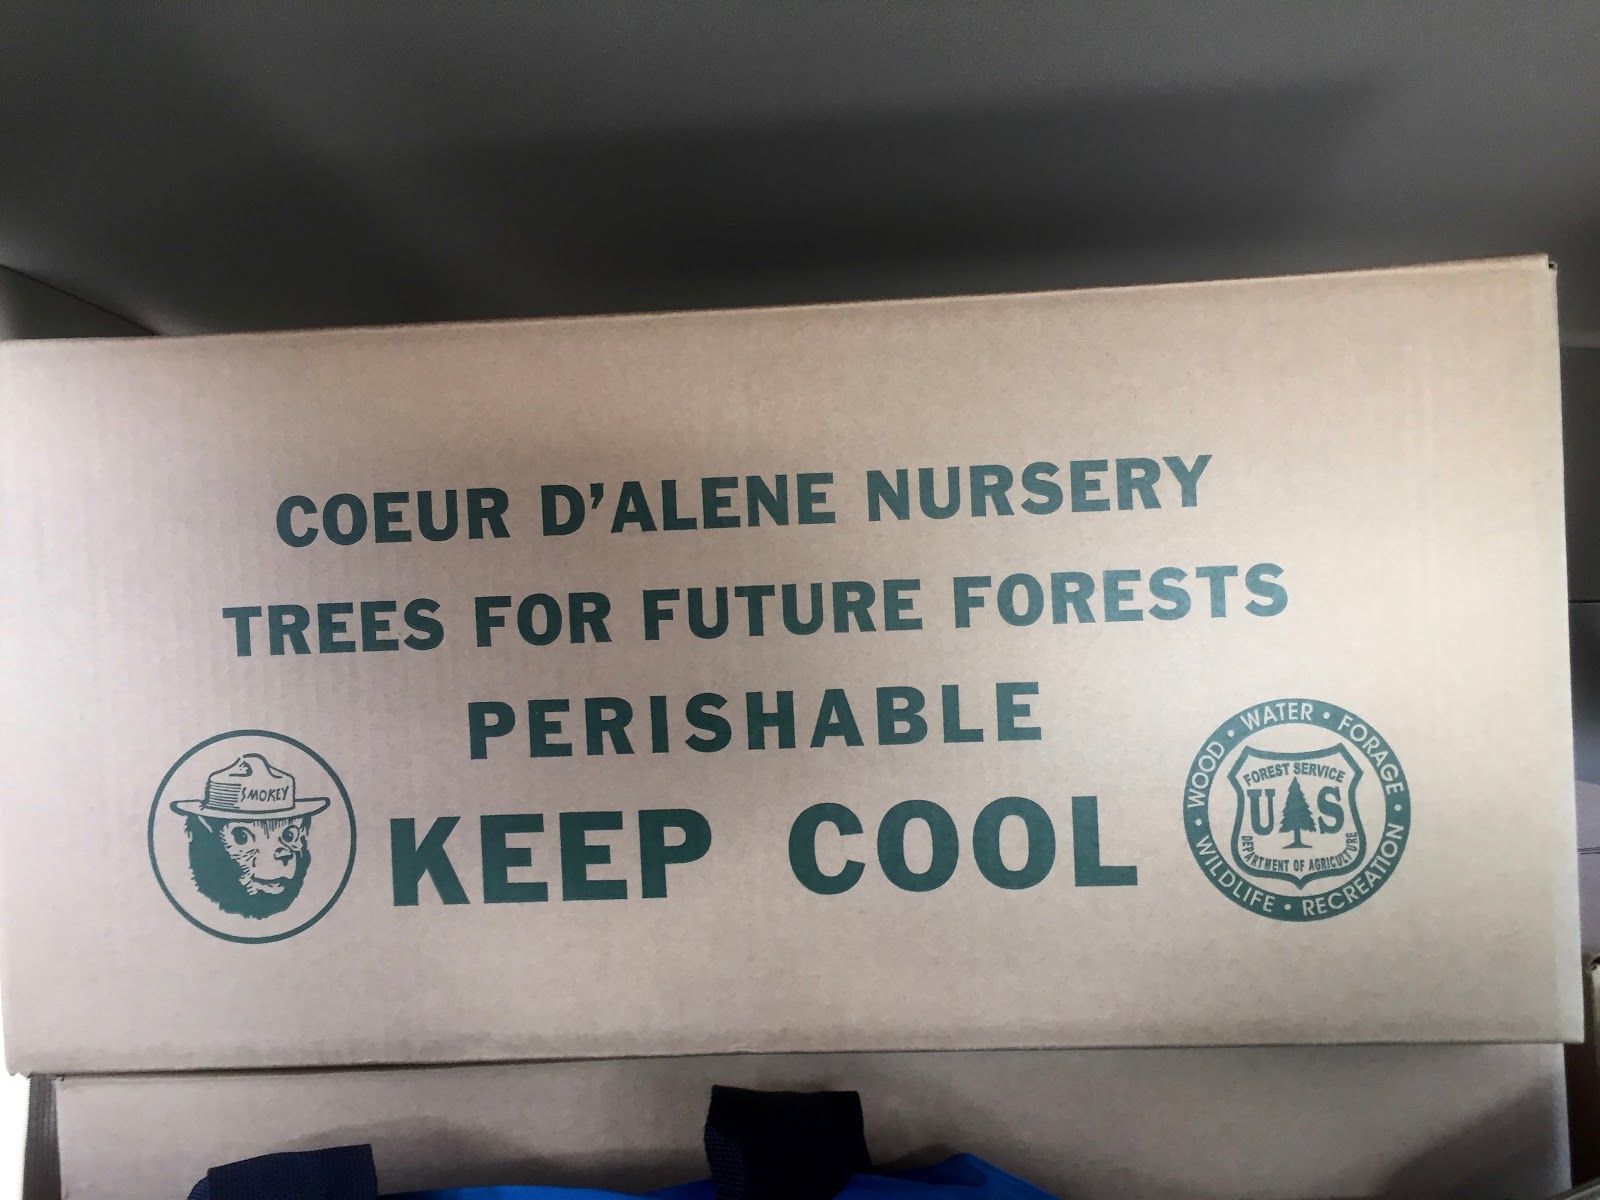 COEUR D'ALENE NURSERY
TREES FOR FUTURE FORESTS
PERISHABLE
KEEP COOL
SMOKEY
WOOD • WATER • FORAGE • WILDLIFE • RECREATION
FOREST SERVICE
U S
DEPARTMENT OF AGRICULTURE